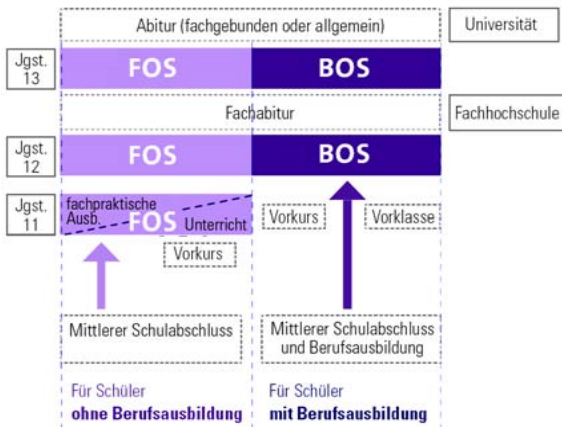 Abitur (fachgebunden oder allgemein)
Universität
Jgst.
13
FOS
BOS
Fachabitur
Fachhochschule
Jgst.
12
FOS
BOS
Jgst.
11
fachpraktische
Ausb.
FOS
Unterricht
Vorkurs
Vorklasse
Vorkurs
Mittlerer Schulabschluss
Mittlerer Schulabschluss
und Berufsausbildung
Für Schüler
ohne Berufsausbildung
Für Schüler
mit Berufsausbildung